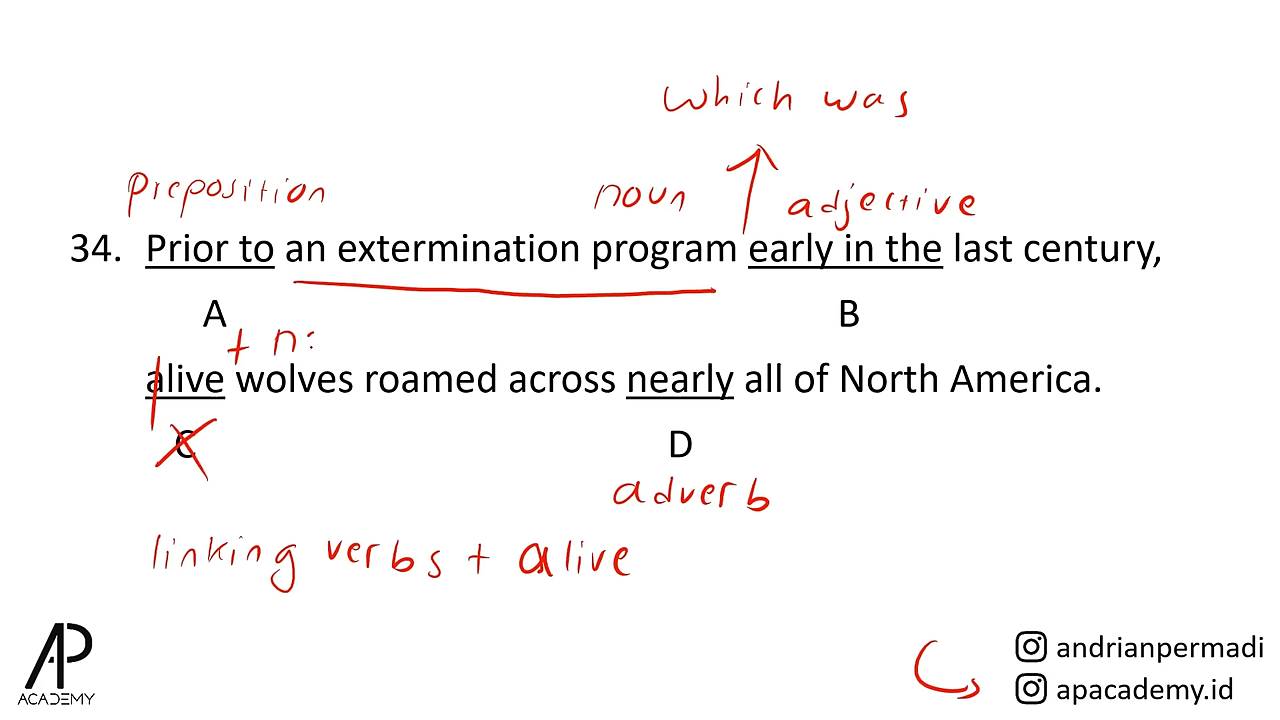 which was
preposition noun adjective
34. Prior to an extermination program early in the last century,
A B
+ n:
alive wolves roamed across nearly all of North America.
C D
adverb
linking verbs + alive
AP
ACADEMY
andrianpermadi
apacademy.id